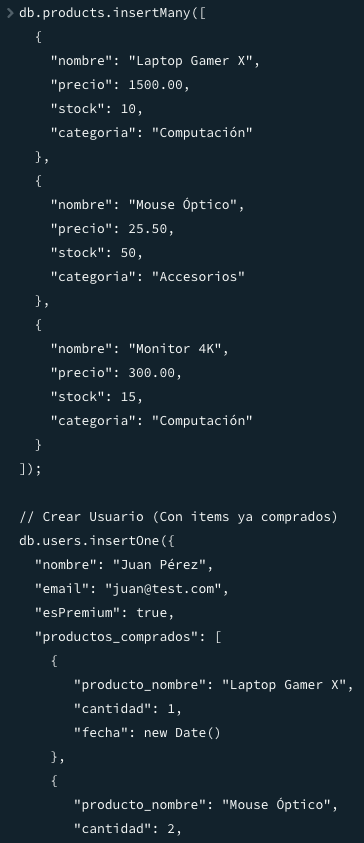 db.products.insertMany([
  {
    "nombre": "Laptop Gamer X",
    "precio": 1500.00,
    "stock": 10,
    "categoria": "Computación"
  },
  {
    "nombre": "Mouse Óptico",
    "precio": 25.50,
    "stock": 50,
    "categoria": "Accesorios"
  },
  {
    "nombre": "Monitor 4K",
    "precio": 300.00,
    "stock": 15,
    "categoria": "Computación"
  }
]);

// Crear Usuario (Con items ya comprados)
db.users.insertOne({
  "nombre": "Juan Pérez",
  "email": "juan@test.com",
  "esPremium": true,
  "productos_comprados": [
    {
       "producto_nombre": "Laptop Gamer X",
       "cantidad": 1,
       "fecha": new Date()
    },
    {
       "producto_nombre": "Mouse Óptico",
       "cantidad": 2,